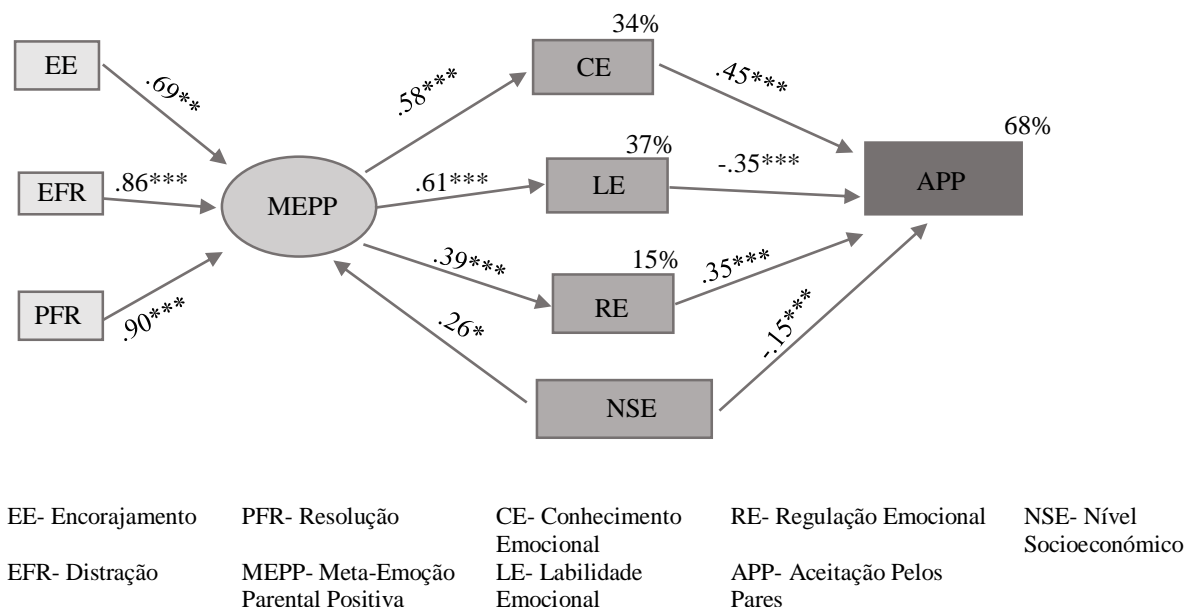 34%
EE
CE
.69**
.58***
.45***
68%
37%
EFR
.86***
MEPP
.61***
LE
-.35***
APP
15%
.39***
.35***
PFR
.90***
RE
.26*
-.15***
NSE
EE- Encorajamento
PFR- Resolução
CE- Conhecimento
Emocional
RE- Regulação Emocional
NSE- Nível
Socioeconómico
EFR- Distração
MEPP- Meta-Emoção
Parental Positiva
LE- Labilidade
Emocional
APP- Aceitação Pelos
Pares